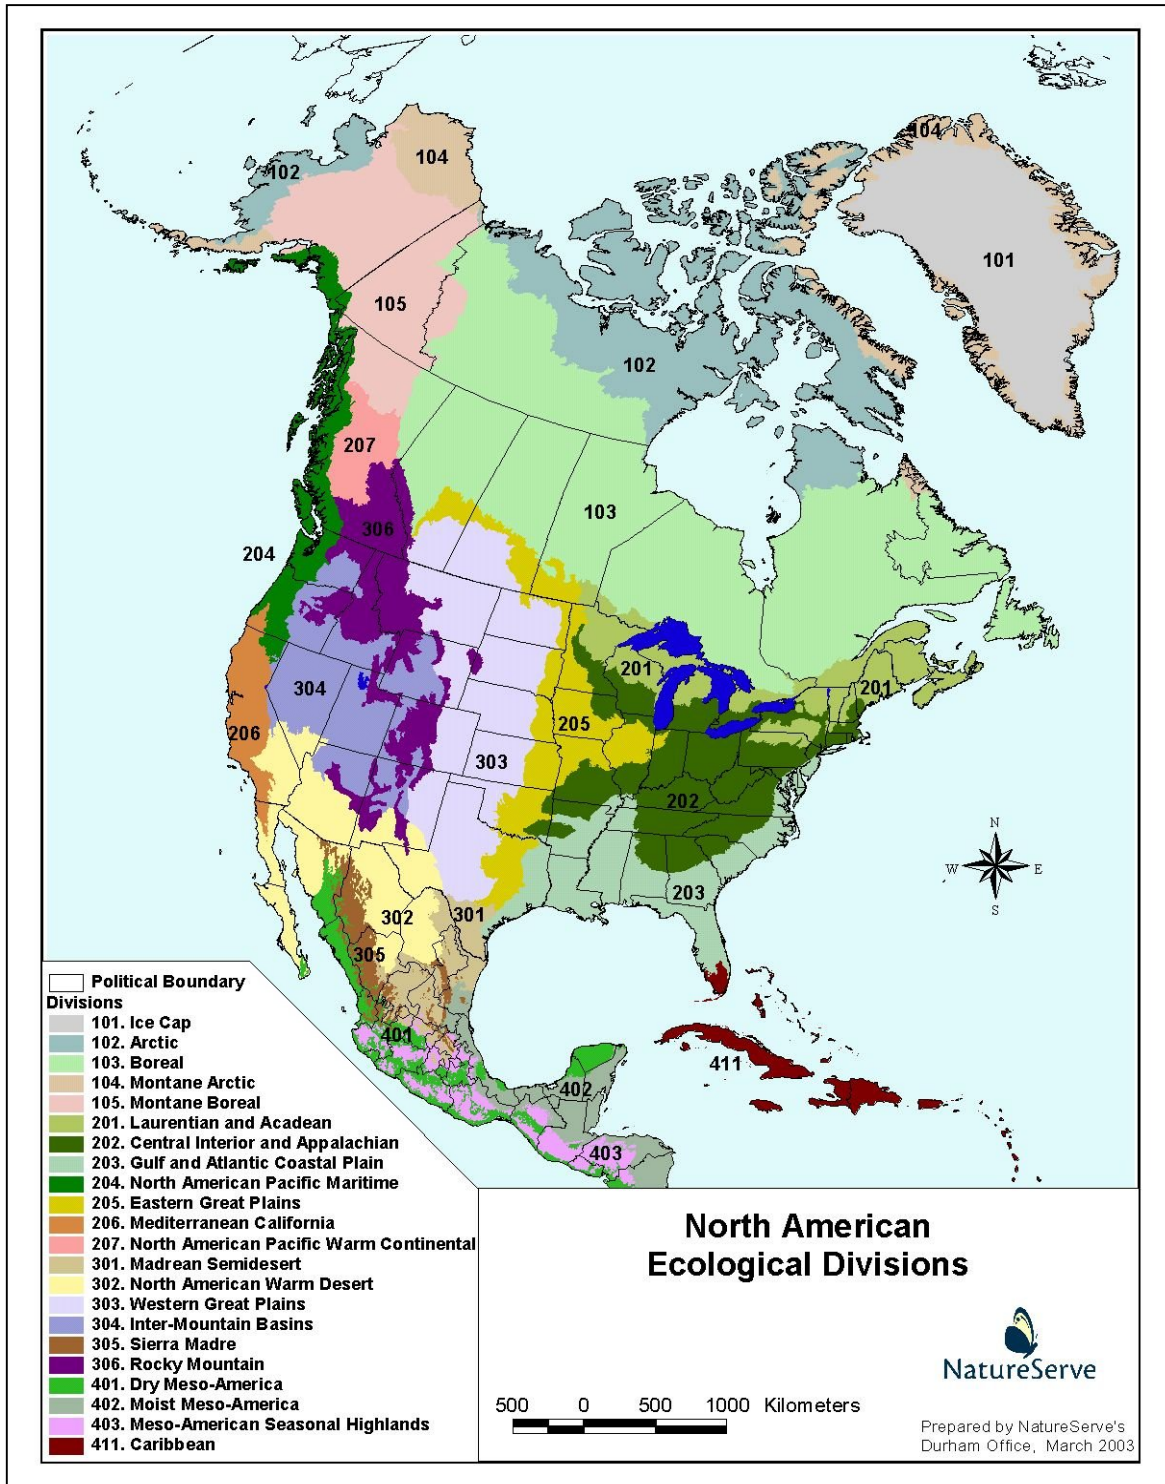 104
102
104
101
105
102
207
103
306
204
201
201
304
205
206
303
202
N
W E
S
203
301
302
305
401
411
402
403
Political Boundary
Divisions
101. Ice Cap
102. Arctic
103. Boreal
104. Montane Arctic
105. Montane Boreal
201. Laurentian and Acadean
202. Central Interior and Appalachian
203. Gulf and Atlantic Coastal Plain
204. North American Pacific Maritime
205. Eastern Great Plains
206. Mediterranean California
207. North American Pacific Warm Continental
301. Madrean Semidesert
302. North American Warm Desert
303. Western Great Plains
304. Inter-Mountain Basins
305. Sierra Madre
306. Rocky Mountain
401. Dry Meso-America
402. Moist Meso-America
403. Meso-American Seasonal Highlands
411. Caribbean
North American
Ecological Divisions
NatureServe
500 0 500 1000 Kilometers
Prepared by NatureServe's
Durham Office, March 2003